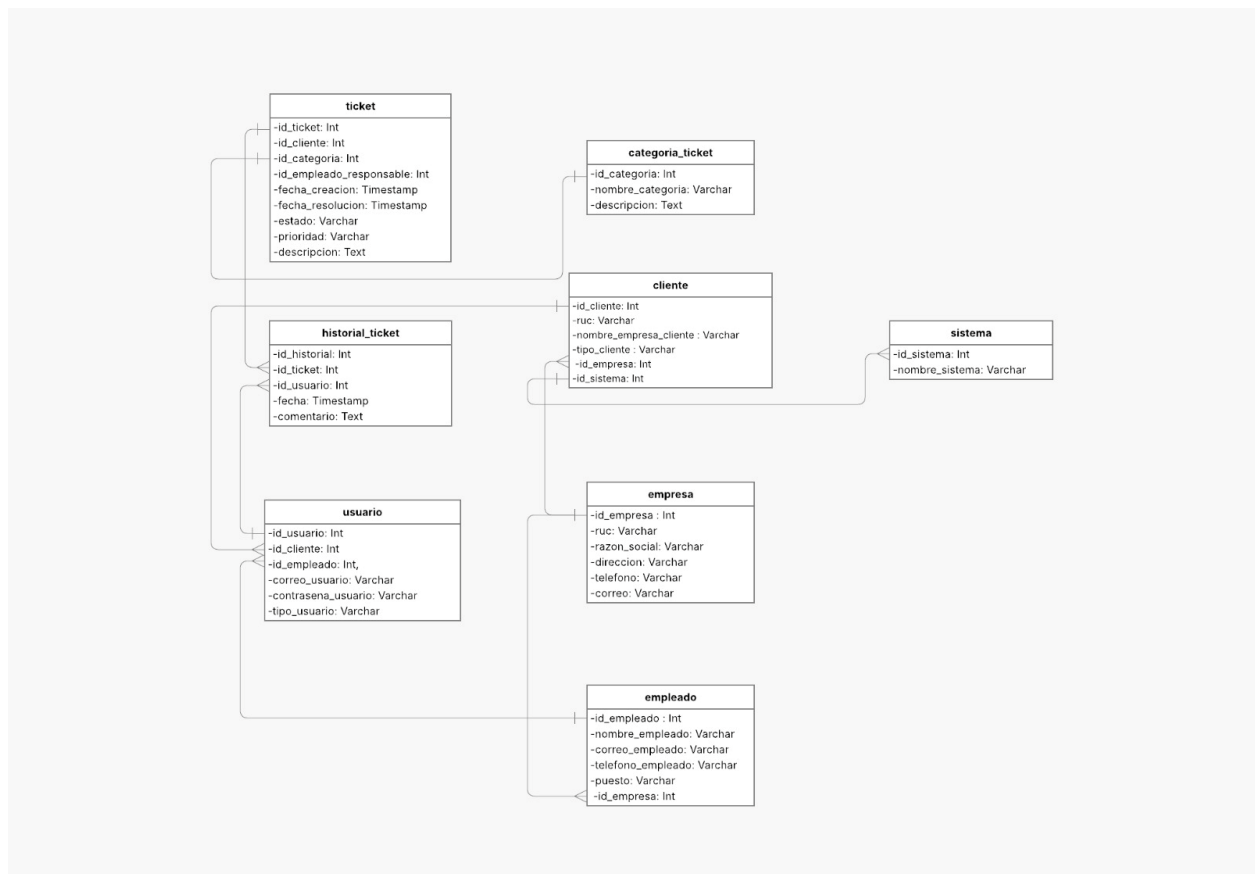 ticket
-id_ticket: Int
-id_cliente: Int
-id_categoria: Int
-id_empleado_responsable: Int
-fecha_creacion: Timestamp
-fecha_resolucion: Timestamp
-estado: Varchar
-prioridad: Varchar
-descripcion: Text
categoria_ticket
-id_categoria: Int
-nombre_categoria: Varchar
-descripcion: Text
cliente
-id_cliente: Int
-ruc: Varchar
-nombre_empresa_cliente : Varchar
-tipo_cliente : Varchar
-id_empresa: Int
-id_sistema: Int
historial_ticket
-id_historial: Int
-id_ticket: Int
-id_usuario: Int
-fecha: Timestamp
-comentario: Text
sistema
-id_sistema: Int
-nombre_sistema: Varchar
usuario
-id_usuario: Int
-id_cliente: Int
-id_empleado: Int,
-correo_usuario: Varchar
-contrasena_usuario: Varchar
-tipo_usuario: Varchar
empresa
-id_empresa : Int
-ruc: Varchar
-razon_social: Varchar
-direccion: Varchar
-telefono: Varchar
-correo: Varchar
empleado
-id_empleado : Int
-nombre_empleado: Varchar
-correo_empleado: Varchar
-telefono_empleado: Varchar
-puesto: Varchar
-id_empresa: Int